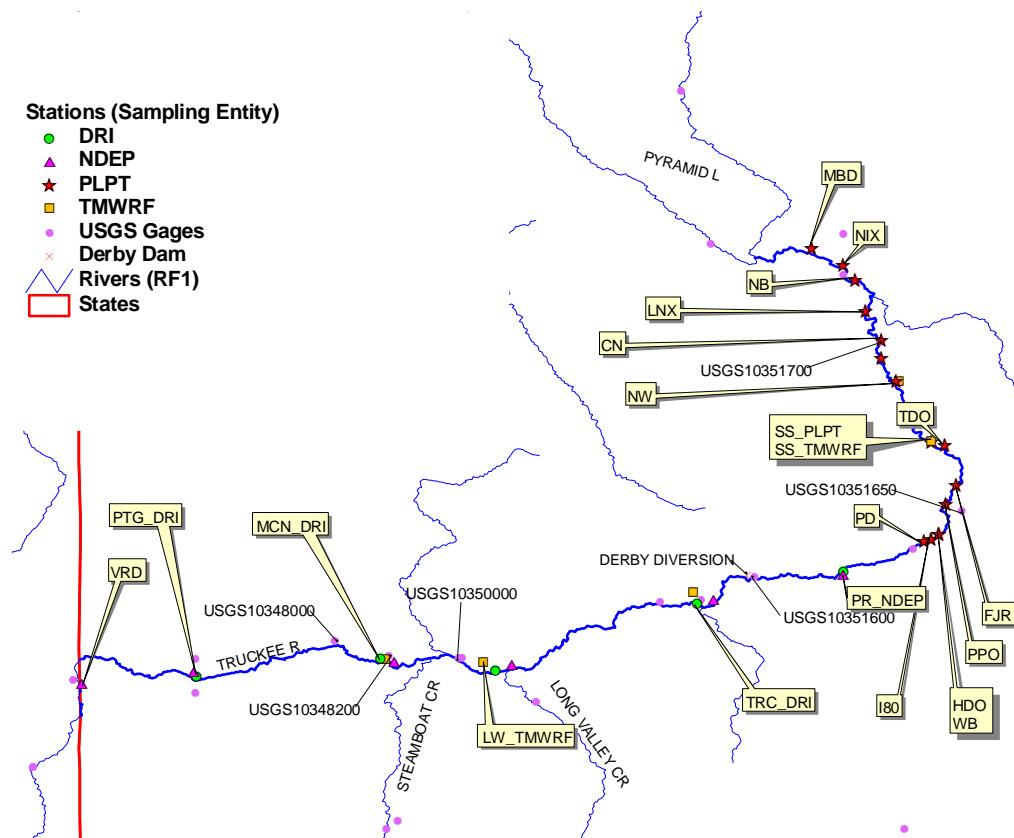 Stations (Sampling Entity)
DRI
NDEP
PLPT
TMWRF
USGS Gages
Derby Dam
Rivers (RF1)
States
PYRAMID L
MBD
NIX
NB
LNX
CN
USGS10351700
NW
TDO
SS_PLPT
SS_TMWRF
USGS10351650
PD
PTG_DRI
MCN_DRI
VRD
DERBY DIVERSION
USGS10348000
USGS10350000
PR_NDEP
USGS10351600
FJR
TRUCKEE R
PPO
USGS10348200
STEAMBOAT CR
LW_TMWRF
LONG VALLEY CR
TRC_DRI
I80
HDO
WB